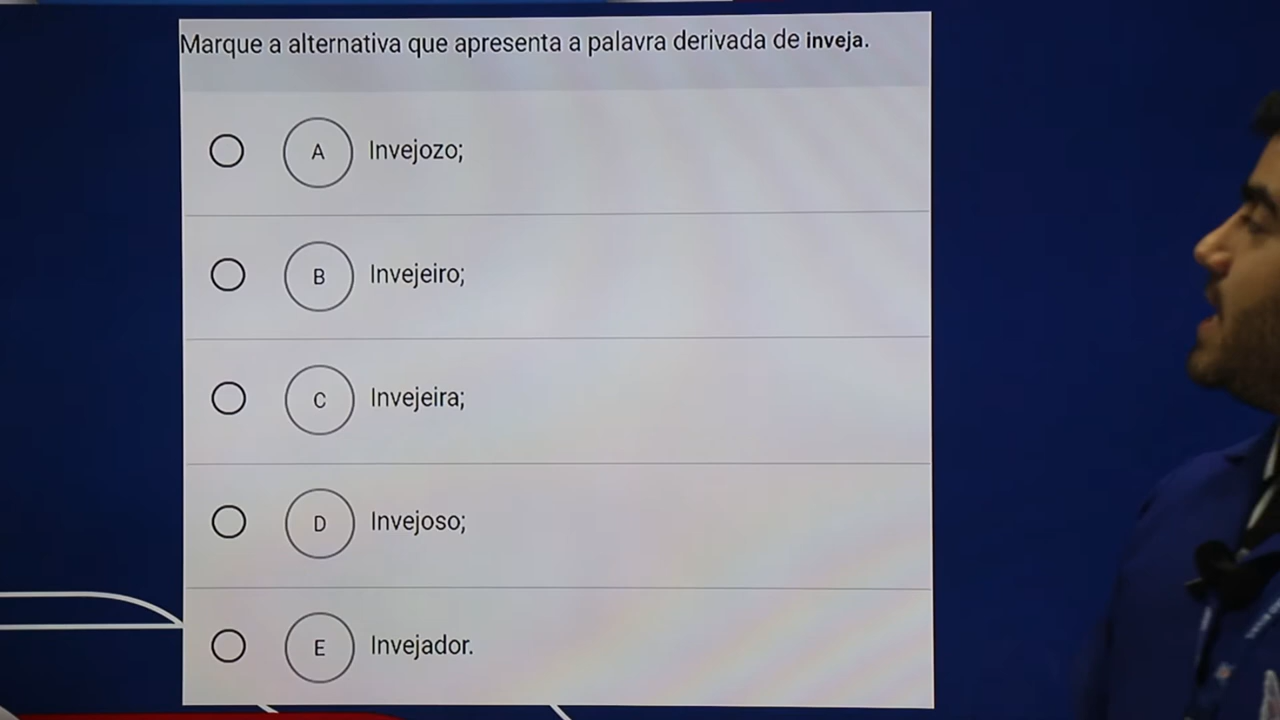 Marque a alternativa que apresenta a palavra derivada de inveja.
A Invejozo;
B Invejeiro;
C Invejeira;
D Invejoso;
E Invejador.